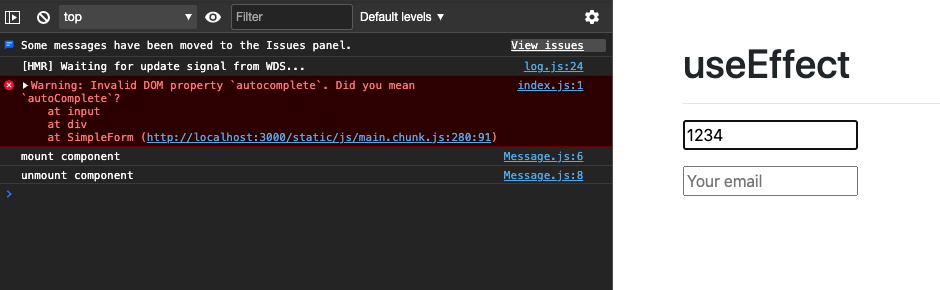 top ▼ Filter Default levels ▼
Some messages have been moved to the Issues panel. View issues
[HMR] Waiting for update signal from WDS... log.js:24
▶Warning: Invalid DOM property `autocomplete`. Did you mean index.js:1
`autoComplete`?
at input
at div
at SimpleForm (http://localhost:3000/static/js/main.chunk.js:280:91)
mount component Message.js:6
unmount component Message.js:8
>
useEffect
1234
Your email